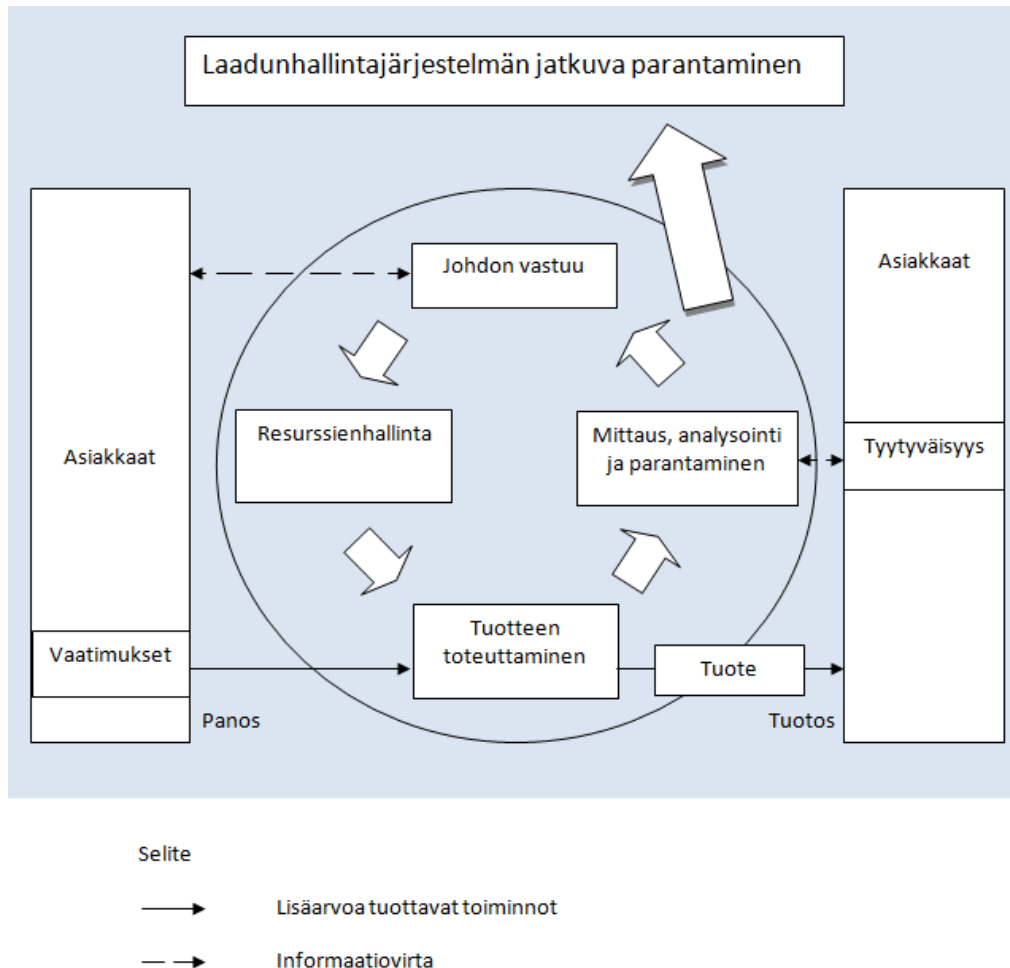 Laadunhallintajärjestelmän jatkuva parantaminen
Johdon vastuu
Asiakkaat
Resurssienhallinta
Mittaus, analysointi
ja parantaminen
Tyytyväisyys
Asiakkaat
Tuotteen
toteuttaminen
Vaatimukset
Tuote
Panos
Tuotos
Selite
Lisäarvoa tuottavat toiminnot
Informaatiovirta